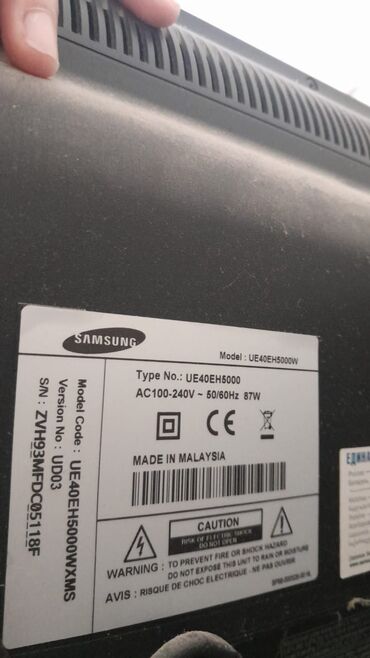 SAMSUNG
Model : UE40EH5000W
Type No.: UE40EH5000
AC100-240V ~ 50/60Hz 87W
CE
MADE IN MALAYSIA
CAUTION
RISK OF ELECTRIC SHOCK
DO NOT OPEN
WARNING : TO PREVENT FIRE OR SHOCK HAZARD
DO NOT EXPOSE THIS UNIT TO RAIN OR MOISTURE
AVIS : RISQUE DE CHOC ELECTRIQUE - NE PAS OUVRIR
Model Code : UE40EH5000WXMS
Version No : UD03
S/N : ZVH93MFDC05118F
ЕДИНА